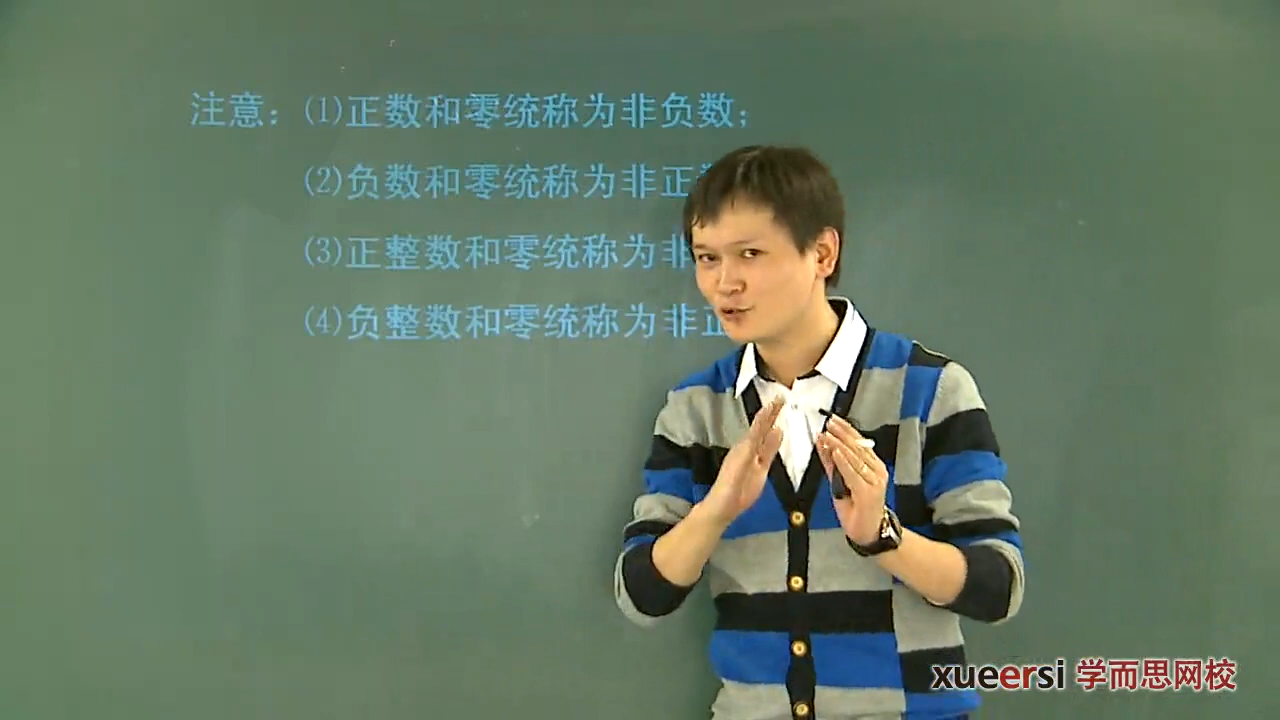 注意：⑴正数和零统称为非负数；
⑵负数和零统称为非正
⑶正整数和零统称为非
⑷负整数和零统称为非正
xueersi 学而思网校